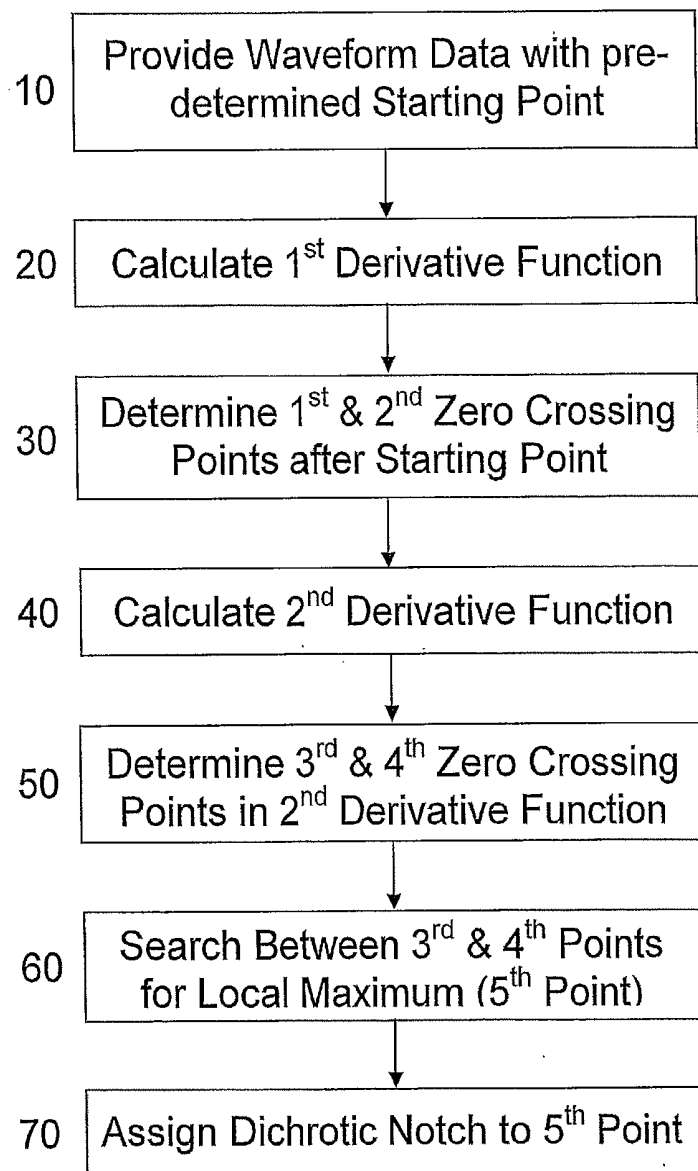 10
Provide Waveform Data with pre-
determined Starting Point
20
Calculate 1st Derivative Function
30
Determine 1st & 2nd Zero Crossing
Points after Starting Point
40
Calculate 2nd Derivative Function
50
Determine 3rd & 4th Zero Crossing
Points in 2nd Derivative Function
60
Search Between 3rd & 4th Points
for Local Maximum (5th Point)
70
Assign Dichrotic Notch to 5th Point